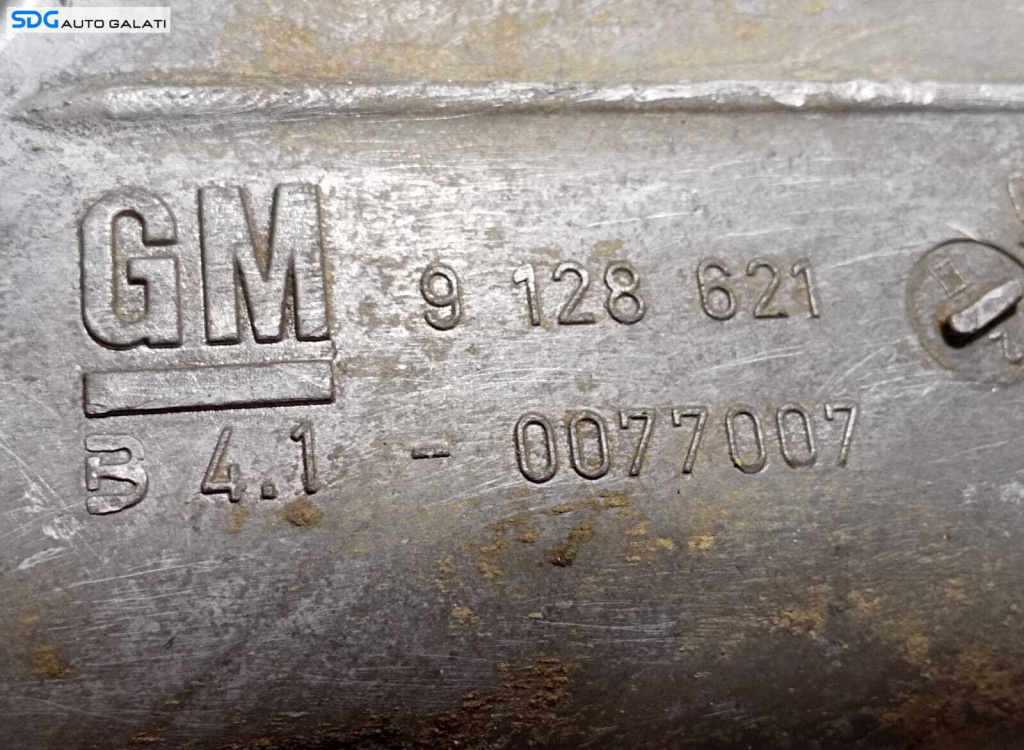 SDG AUTO GALATI
GM 9 128 621
B 4.1 - 0077007